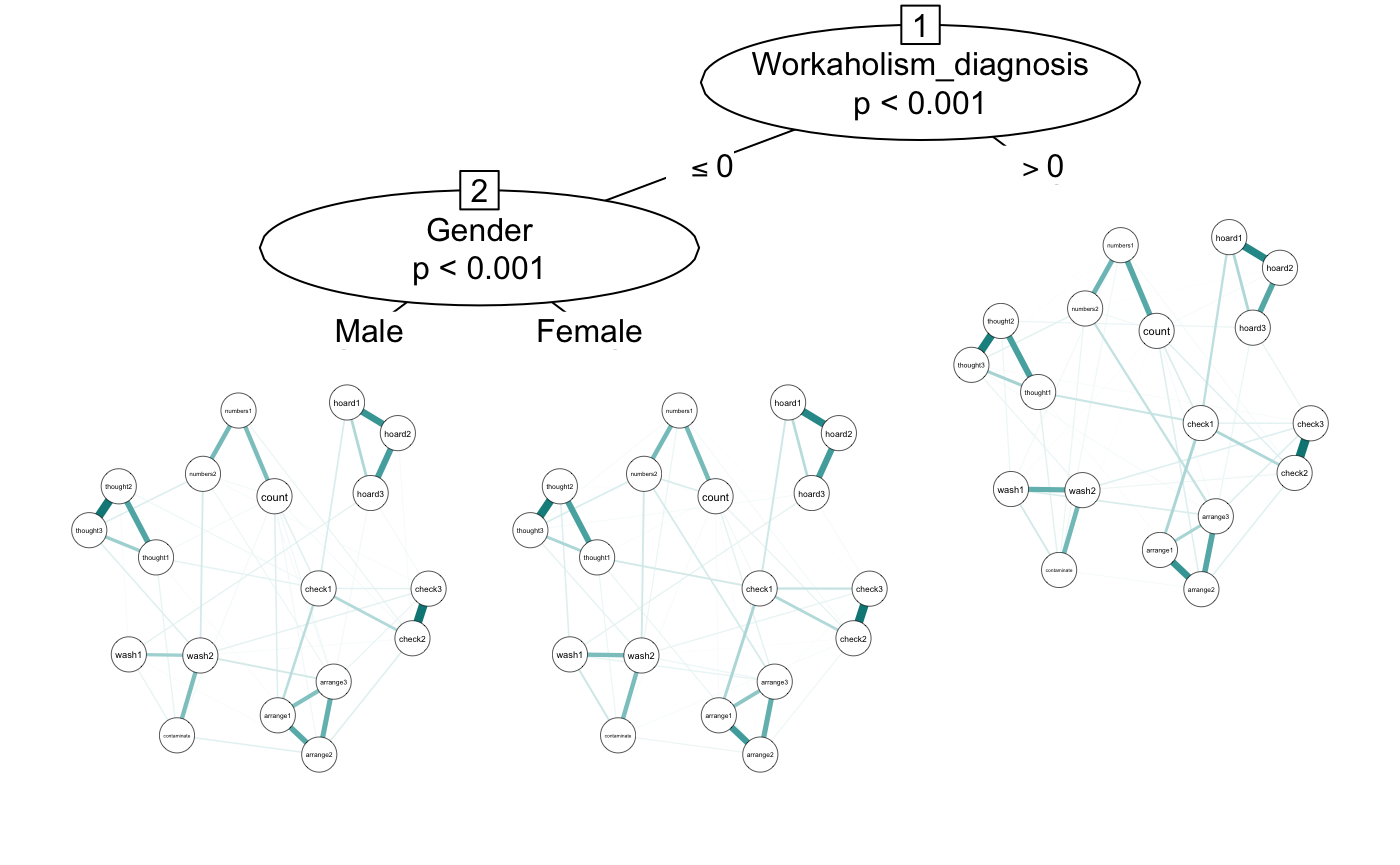 1
Workaholism_diagnosis
p < 0.001
≤ 0
> 0
2
Gender
p < 0.001
Male
Female
numbers1
hoard1
hoard2
numbers2
count
hoard3
thought2
thought3
thought1
check1
check3
check2
wash1
wash2
arrange3
arrange1
contaminate
arrange2
numbers1
hoard1
hoard2
numbers2
count
hoard3
thought2
thought3
thought1
check1
check3
check2
wash1
wash2
arrange3
arrange1
contaminate
arrange2
numbers1
hoard1
hoard2
numbers2
count
hoard3
thought2
thought3
thought1
check1
check3
check2
wash1
wash2
arrange3
arrange1
contaminate
arrange2